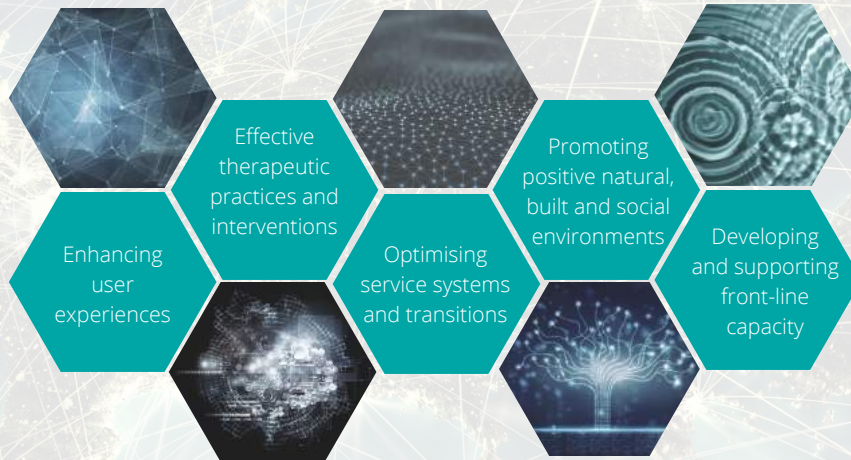 Enhancing
user
experiences
Effective
therapeutic
practices and
interventions
Optimising
service systems
and transitions
Promoting
positive natural,
built and social
environments
Developing
and supporting
front-line
capacity